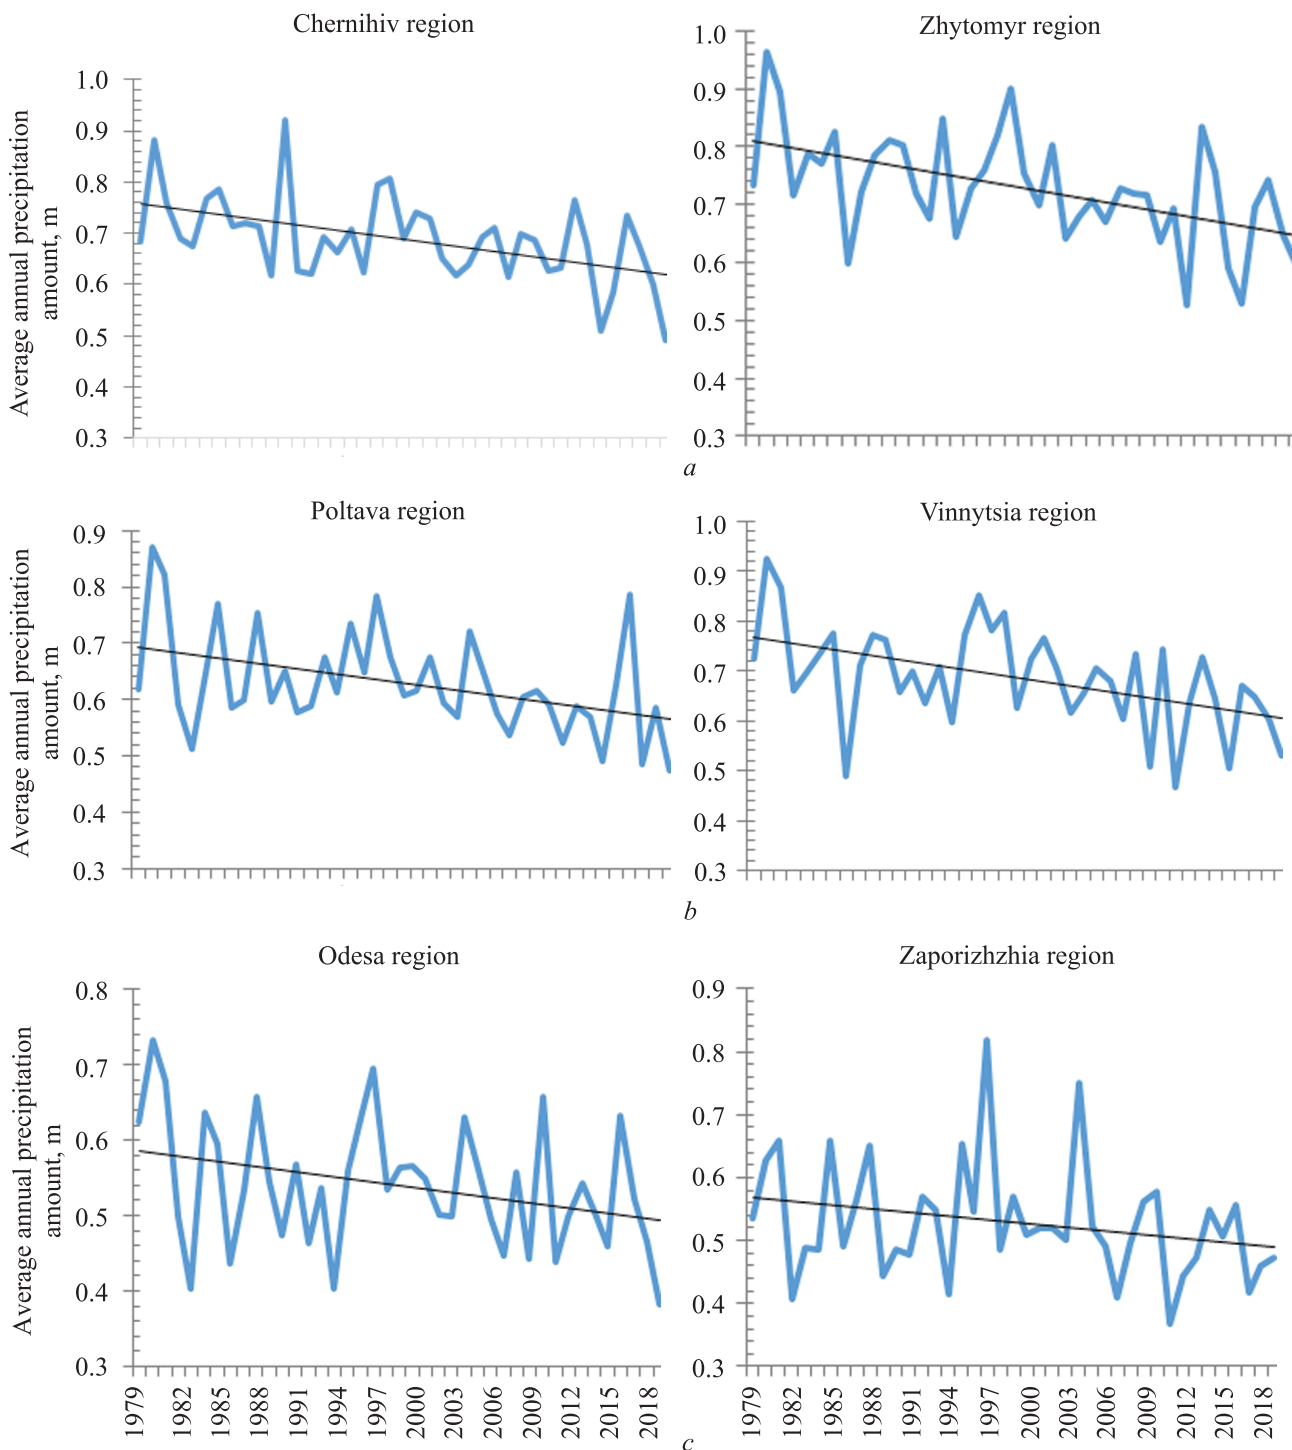 Chernihiv region
Average annual precipitation
amount, m
1.0
0.9
0.8
0.7
0.6
0.5
0.4
0.3
Zhytomyr region
1.0
0.9
0.8
0.7
0.6
0.5
0.4
0.3
a
Poltava region
Average annual precipitation
amount, m
0.9
0.8
0.7
0.6
0.5
0.4
0.3
Vinnytsia region
1.0
0.9
0.8
0.7
0.6
0.5
0.4
0.3
b
Odesa region
Average annual precipitation
amount, m
0.8
0.7
0.6
0.5
0.4
0.3
1979 1982 1985 1988 1991 1994 1997 2000 2003 2006 2009 2012 2015 2018
Zaporizhzhia region
0.9
0.8
0.7
0.6
0.5
0.4
0.3
1979 1982 1985 1988 1991 1994 1997 2000 2003 2006 2009 2012 2015 2018
c